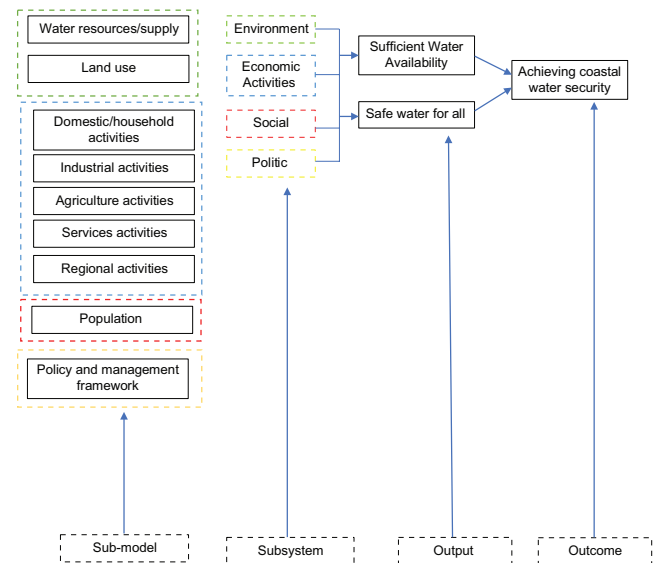 Water resources/supply
Land use
Domestic/household
activities
Industrial activities
Agriculture activities
Services activities
Regional activities
Population
Policy and management
framework
Sub-model
Environment
Economic
Activities
Social
Politic
Subsystem
Sufficient Water
Availability
Safe water for all
Output
Achieving coastal
water security
Outcome